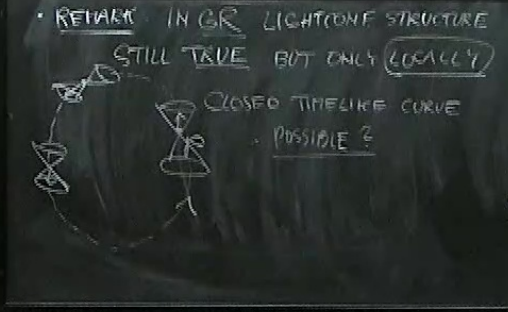 • REMARK IN GR LIGHTCONE STRUCTURE
STILL TRUE BUT ONLY LOCALLY
CLOSED TIMELIKE CURVE
POSSIBLE?